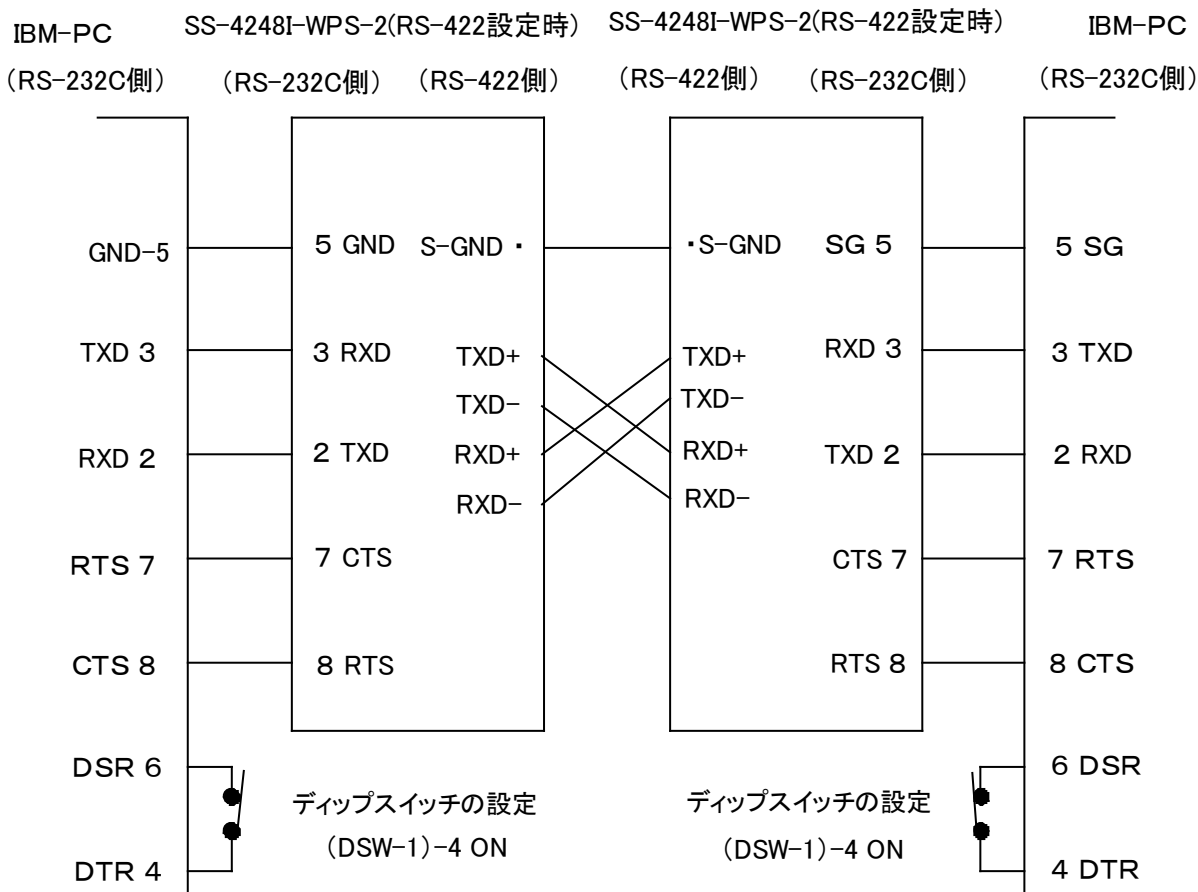 IBM-PC SS-4248I-WPS-2(RS-422設定時) SS-4248I-WPS-2(RS-422設定時) IBM-PC
(RS-232C側) (RS-232C側) (RS-422側) (RS-422側) (RS-232C側) (RS-232C側)
GND-5 5 GND S-GND・ ・S-GND SG 5 5 SG
TXD 3 3 RXD TXD+ TXD+ RXD 3 3 TXD
TXD- TXD-
RXD 2 2 TXD RXD+ RXD+ TXD 2 2 RXD
RXD- RXD-
RTS 7 7 CTS CTS 7 7 RTS
CTS 8 8 RTS RTS 8 8 CTS
DSR 6 6 DSR
ディップスイッチの設定 ディップスイッチの設定
(DSW-1)-4 ON (DSW-1)-4 ON
DTR 4 4 DTR